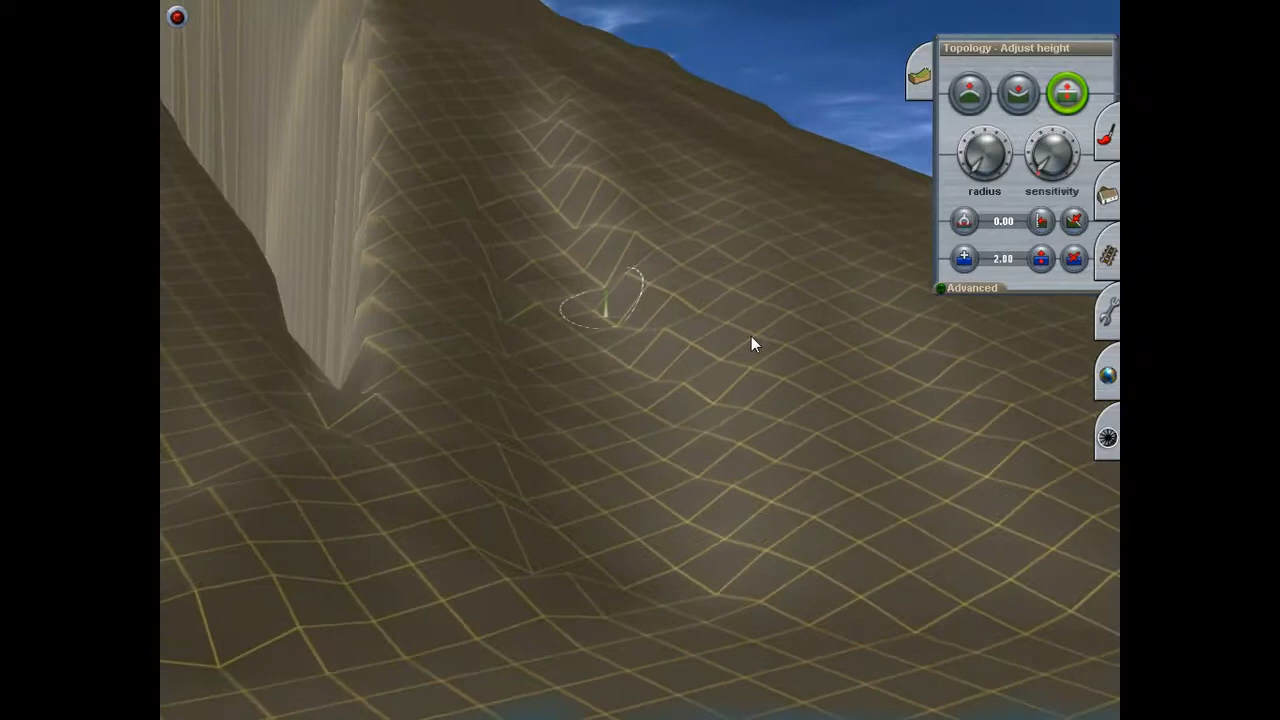 Topology - Adjust height
radius sensitivity
0.00
2.00
Advanced